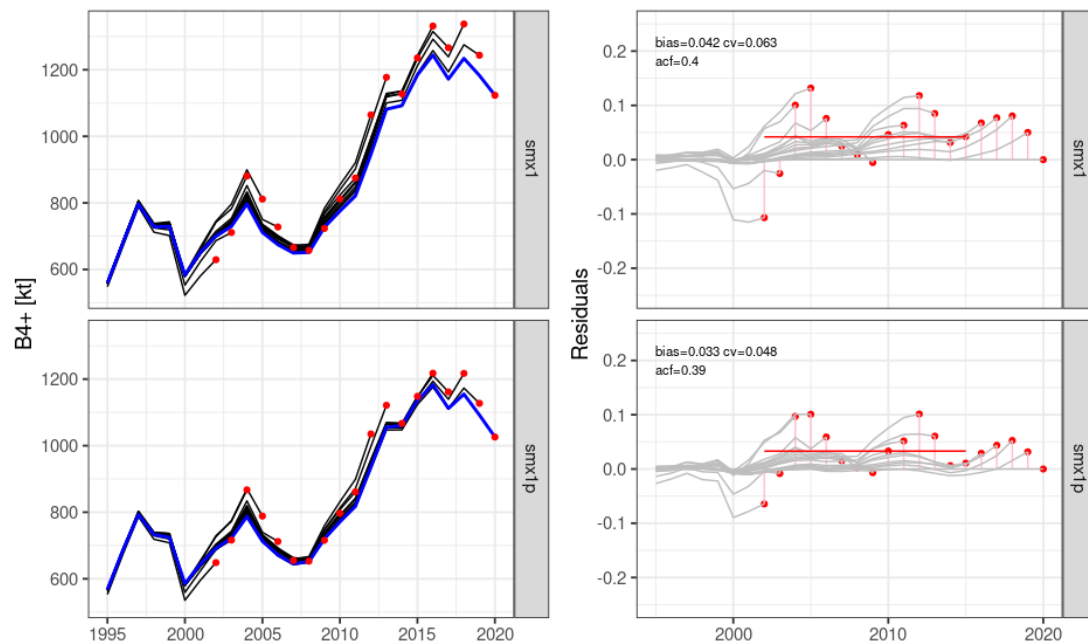 B4+ [kt]
1200
1000
800
600
smx1
1200
1000
800
600
smx1p
1995
2000
2005
2010
2015
2020
Residuals
bias=0.042 cv=0.063
acf=0.4
0.2
0.1
0.0
-0.1
-0.2
smx1
bias=0.033 cv=0.048
acf=0.39
0.2
0.1
0.0
-0.1
-0.2
smx1p
2000
2010
2020